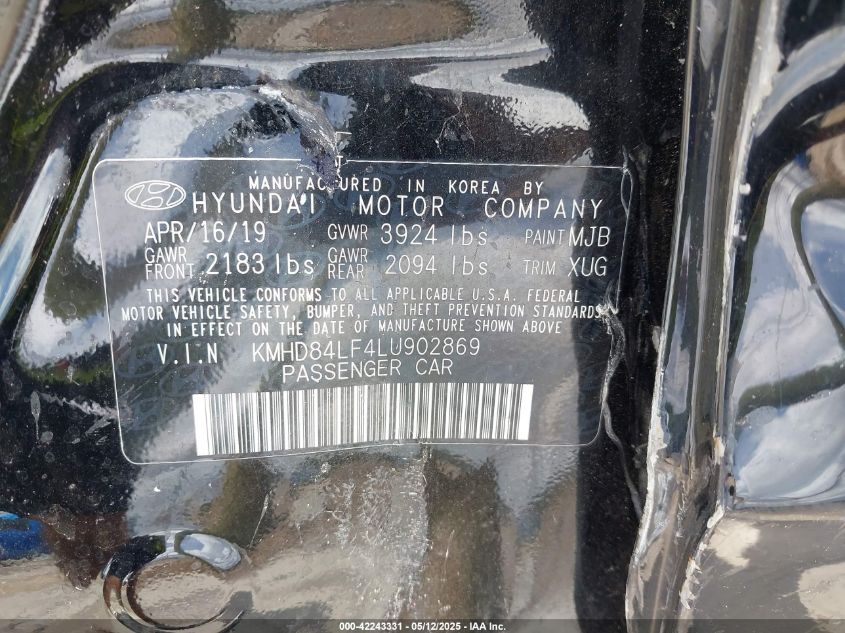 MANUFACTURED IN KOREA BY
HYUNDAI MOTOR COMPANY
APR/16/19 GVWR 3924 lbs PAINT MJB
GAWR FRONT 2183 lbs GAWR REAR 2094 lbs TRIM XUG
THIS VEHICLE CONFORMS TO ALL APPLICABLE U.S.A. FEDERAL
MOTOR VEHICLE SAFETY, BUMPER, AND THEFT PREVENTION STANDARDS
IN EFFECT ON THE DATE OF MANUFACTURE SHOWN ABOVE
V.I.N KMHD84LF4LU902869
PASSENGER CAR
000-42243331 - 05/12/2025 - IAA Inc.